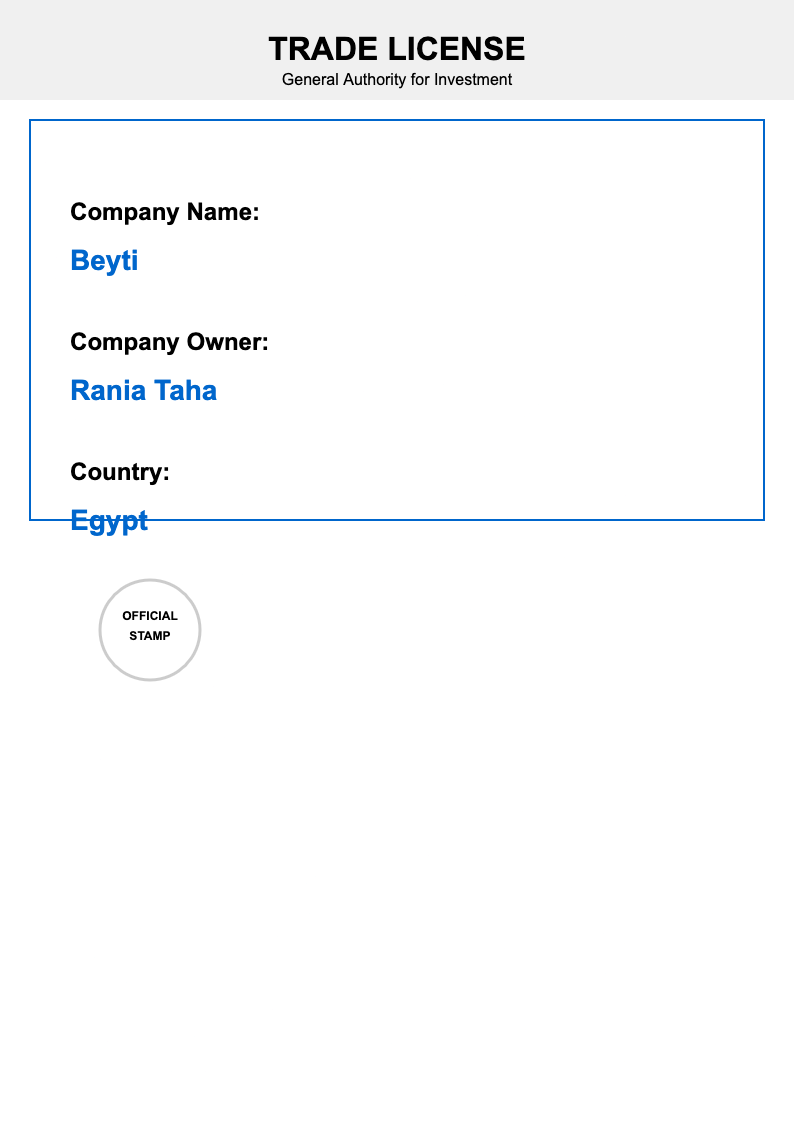 TRADE LICENSE
General Authority for Investment
Company Name:
Beyti
Company Owner:
Rania Taha
Country:
Egypt
OFFICIAL
STAMP